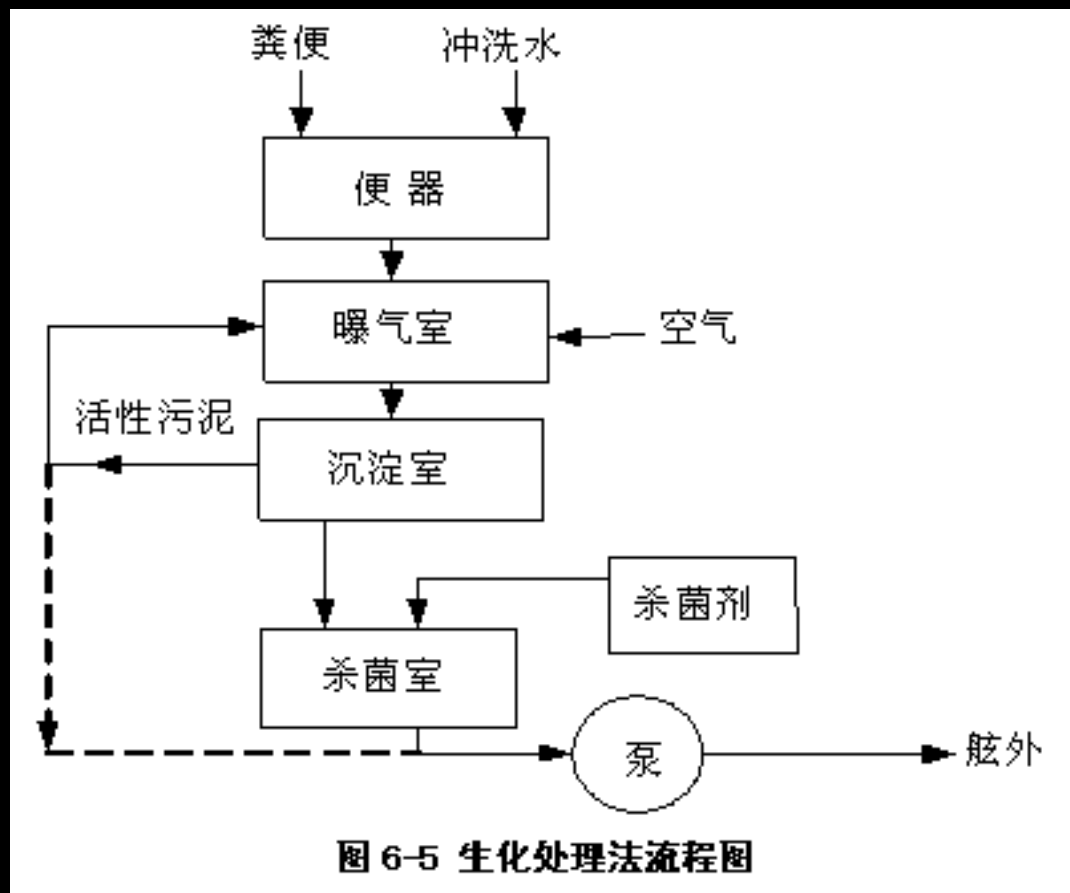 粪便 冲洗水
便器
曝气室
空气
活性污泥
沉淀室
杀菌剂
杀菌室
泵
舷外
图 6-5 生化处理法流程图